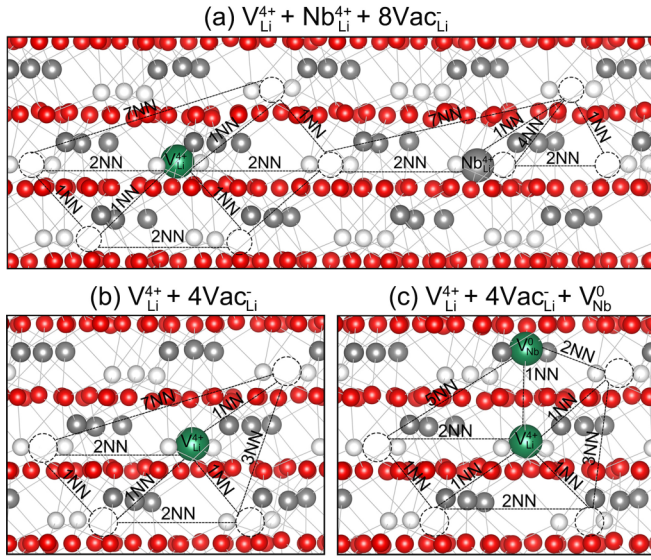 (a) V⁴⁺Li + Nb⁴⁺Li + 8Vac⁻Li
7NN 7NN
1NN 1NN 1NN 4NN 1NN
V⁴⁺Li Nb⁴⁺Li
2NN 2NN 2NN 2NN
1NN 1NN 1NN
2NN
(b) V⁴⁺Li + 4Vac⁻Li
7NN 1NN
V⁴⁺Li
2NN 3NN
1NN 1NN 1NN
2NN
(c) V⁴⁺Li + 4Vac⁻Li + V⁰Nb
V⁰Nb 2NN
5NN 1NN 1NN
2NN V⁴⁺Li 3NN
1NN 1NN 1NN
2NN